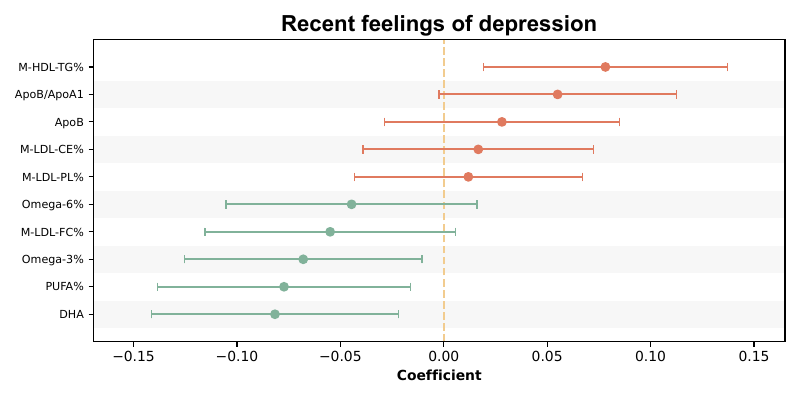 Recent feelings of depression
M-HDL-TG%
ApoB/ApoA1
ApoB
M-LDL-CE%
M-LDL-PL%
Omega-6%
M-LDL-FC%
Omega-3%
PUFA%
DHA
−0.15 −0.10 −0.05 0.00 0.05 0.10 0.15
Coefficient